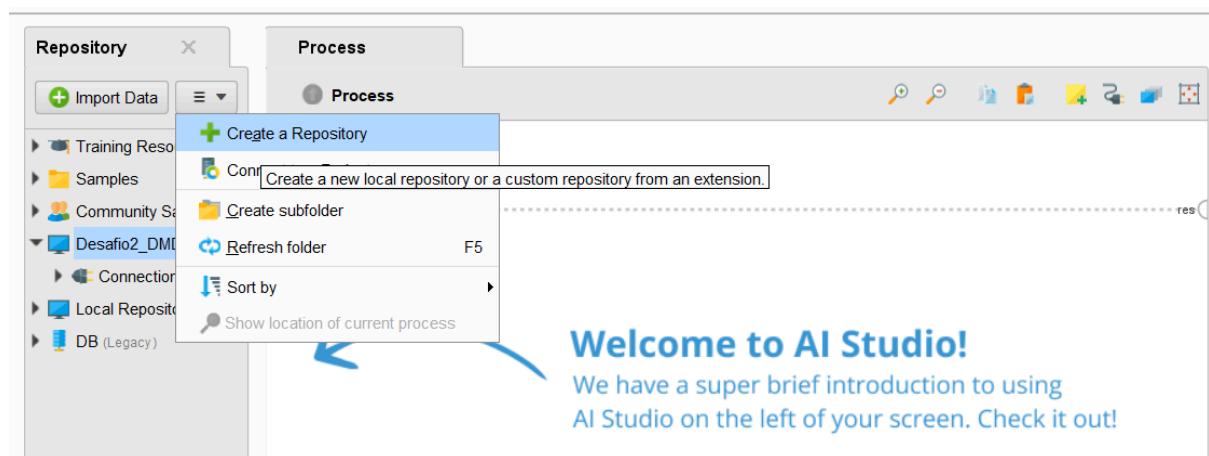 Repository
Process
Import Data
Process
Create a Repository
Training Reso
Create a new local repository or a custom repository from an extension.
Samples
Community Sa
Create subfolder
res
Desafio2_DMD
Refresh folder F5
Connection
Sort by
Local Reposito
Show location of current process
DB (Legacy)
Welcome to AI Studio!
We have a super brief introduction to using
AI Studio on the left of your screen. Check it out!